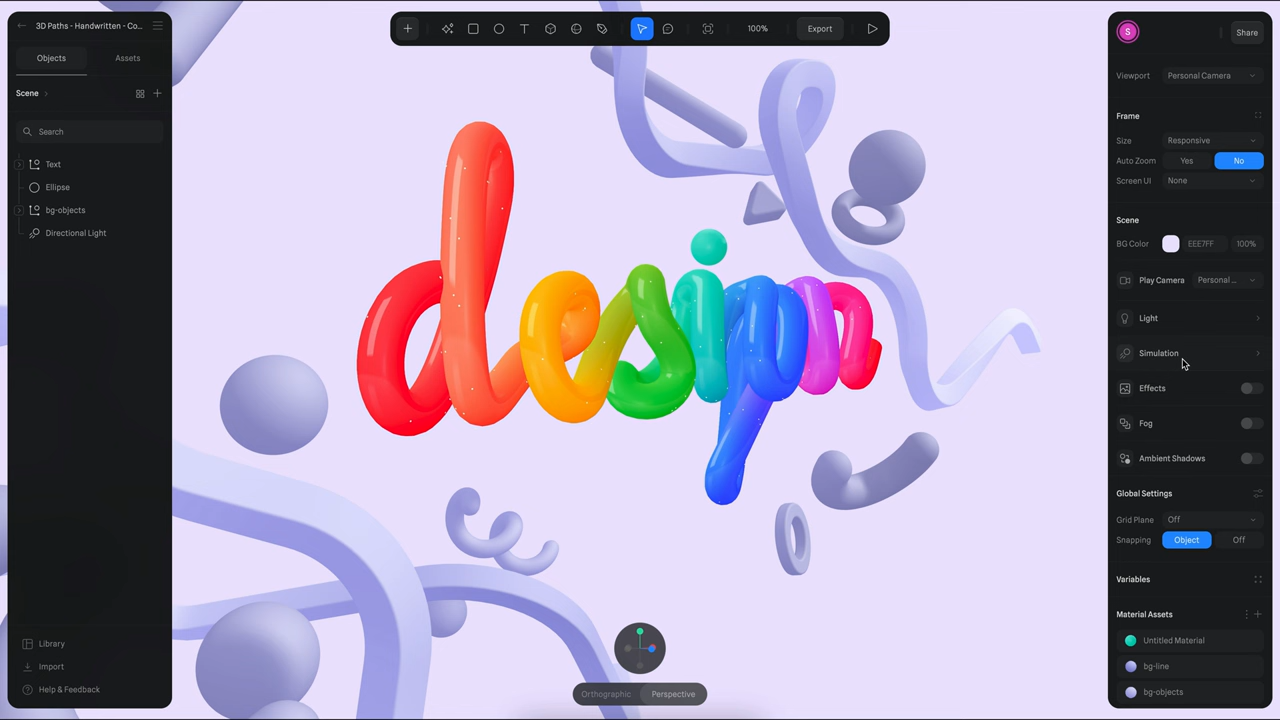 3D Paths - Handwritten - Co...
Objects
Assets
Scene
Search
Text
Ellipse
bg-objects
Directional Light
Library
Import
Help & Feedback
T
100%
Export
design
Orthographic
Perspective
S
Share
Viewport
Personal Camera
Frame
Size
Responsive
Auto Zoom
Yes
No
Screen UI
None
Scene
BG Color
EEE7FF
100%
Play Camera
Personal ...
Light
Simulation
Effects
Fog
Ambient Shadows
Global Settings
Grid Plane
Off
Snapping
Object
Off
Variables
Material Assets
Untitled Material
bg-line
bg-objects